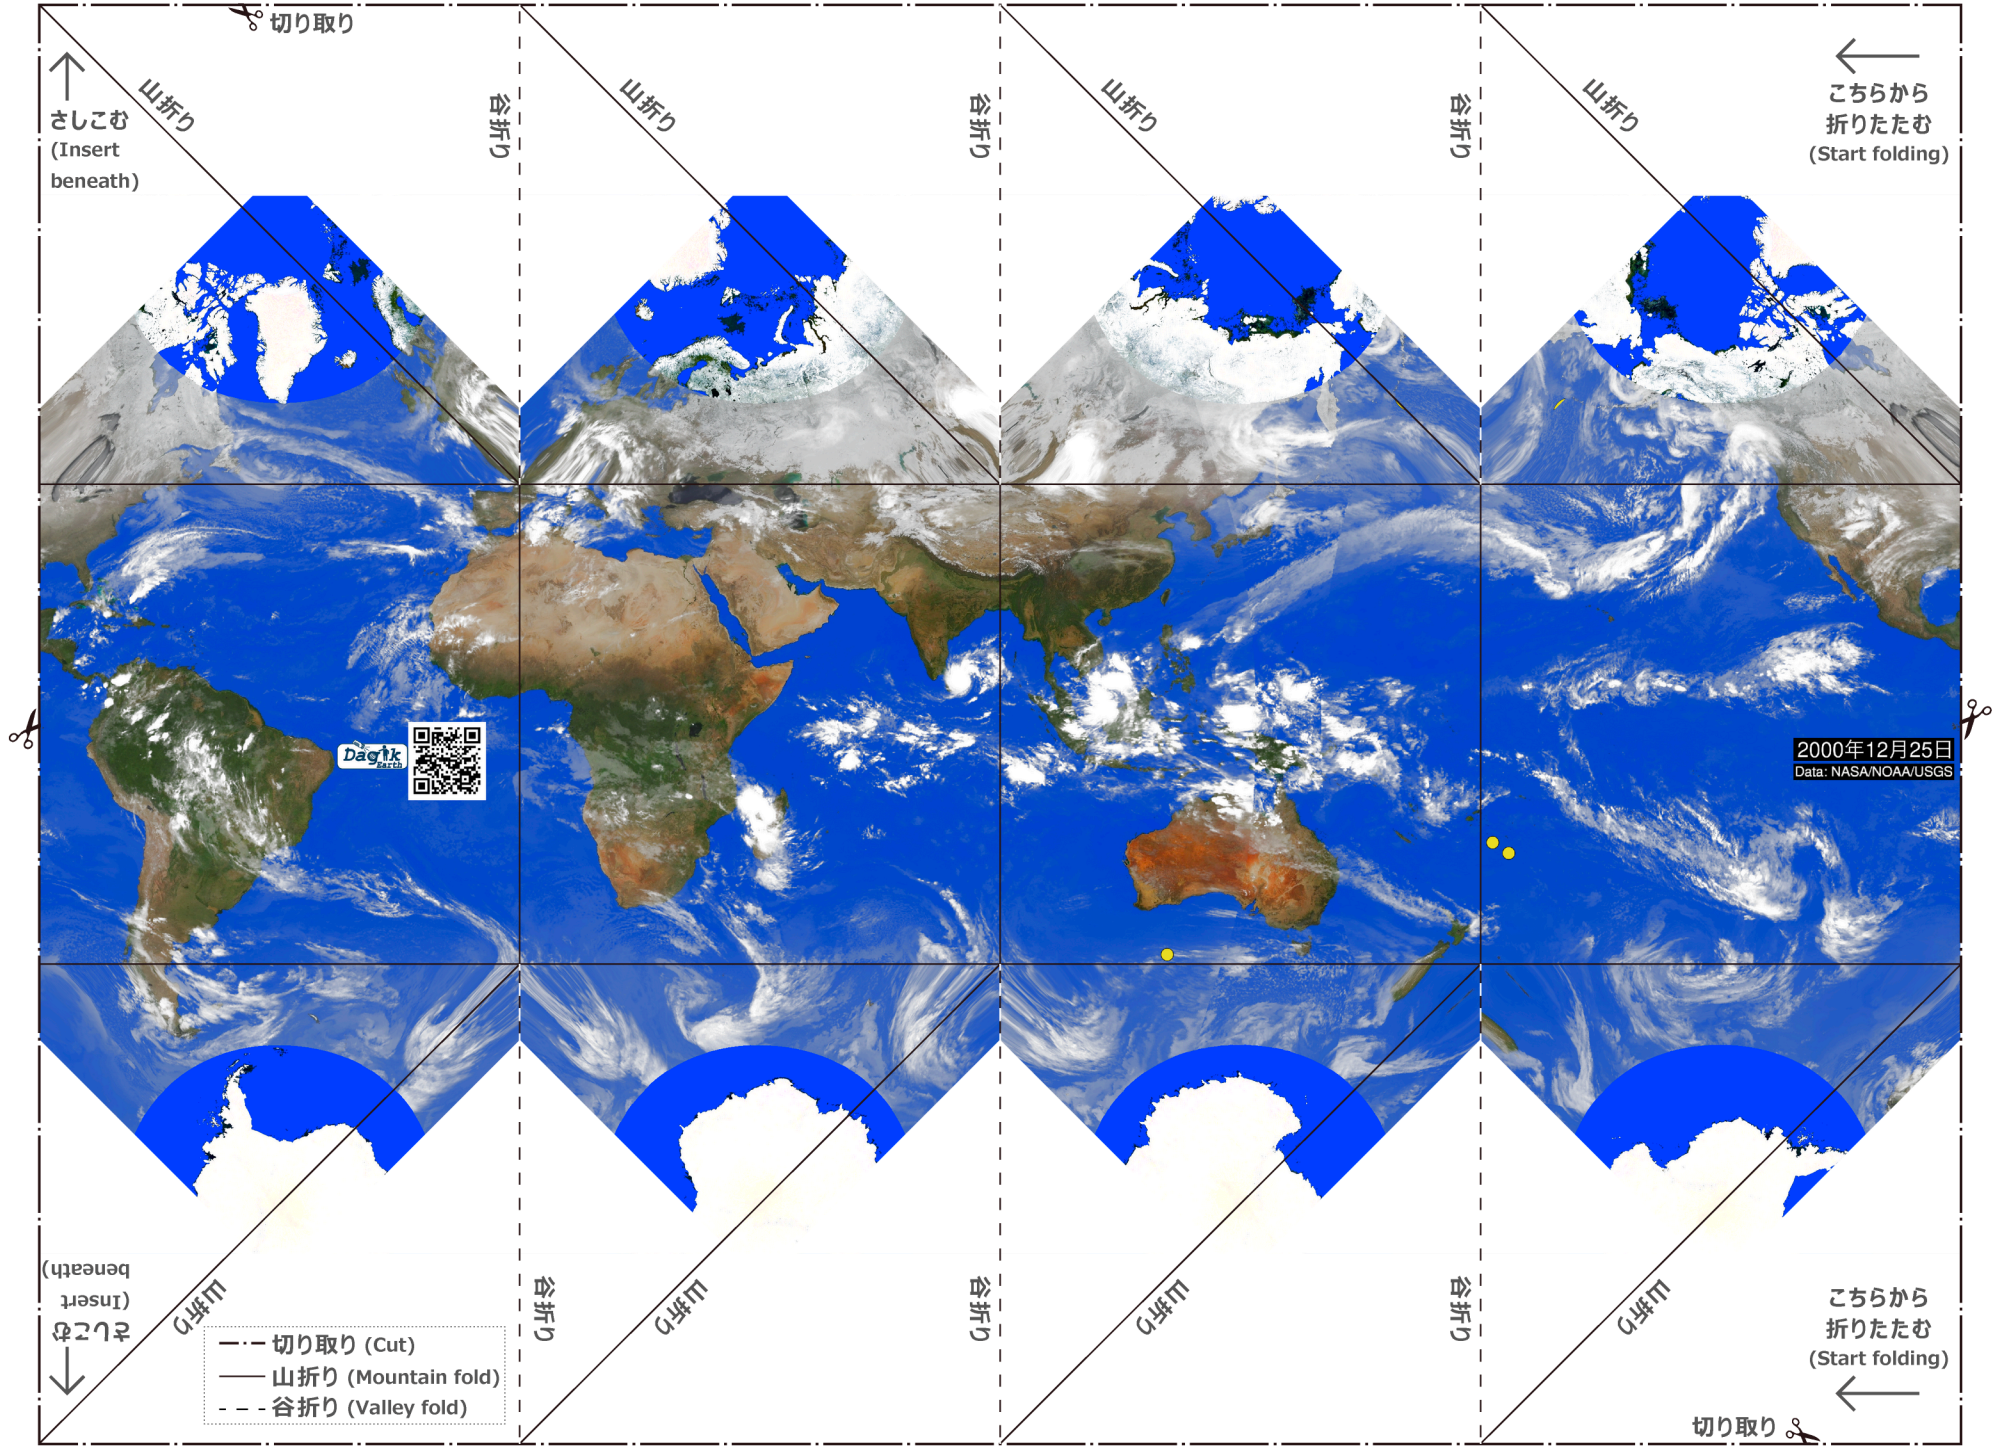 切り取り
さしこむ
(Insert
beneath)
山折り
谷折り
山折り
谷折り
山折り
谷折り
山折り
こちらから
折りたたむ
(Start folding)
Dagik
Earth
2000年12月25日
Data: NASA/NOAA/USGS
さしこむ
(Insert
beneath)
山折り
谷折り
山折り
谷折り
山折り
谷折り
山折り
こちらから
折りたたむ
(Start folding)
切り取り (Cut)
山折り (Mountain fold)
谷折り (Valley fold)
切り取り